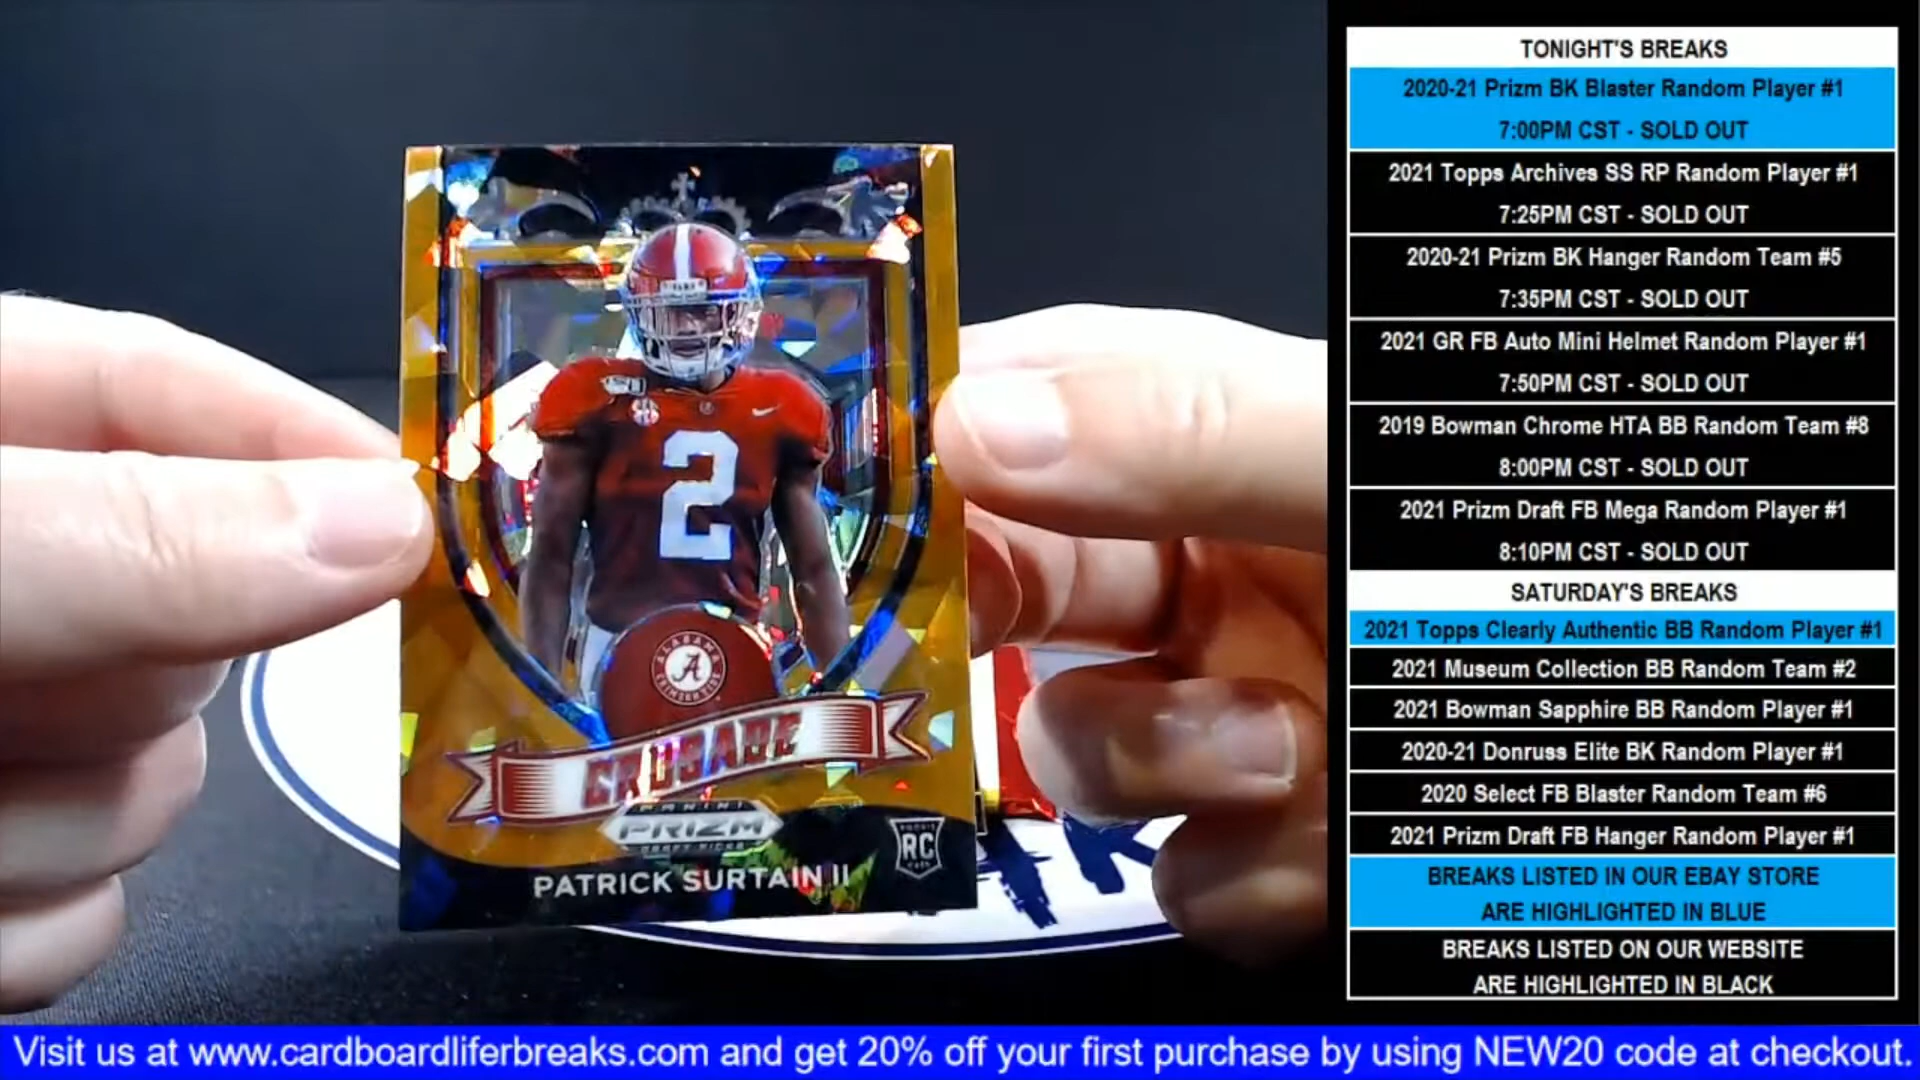 2
ALABAMA
A
CRIMSON TIDE
CRUSADE
PANINI
PRIZM
DRAFT PICKS
RC
PATRICK SURTAIN II
TONIGHT'S BREAKS
2020-21 Prizm BK Blaster Random Player #1
7:00PM CST - SOLD OUT
2021 Topps Archives SS RP Random Player #1
7:25PM CST - SOLD OUT
2020-21 Prizm BK Hanger Random Team #5
7:35PM CST - SOLD OUT
2021 GR FB Auto Mini Helmet Random Player #1
7:50PM CST - SOLD OUT
2019 Bowman Chrome HTA BB Random Team #8
8:00PM CST - SOLD OUT
2021 Prizm Draft FB Mega Random Player #1
8:10PM CST - SOLD OUT
SATURDAY'S BREAKS
2021 Topps Clearly Authentic BB Random Player #1
2021 Museum Collection BB Random Team #2
2021 Bowman Sapphire BB Random Player #1
2020-21 Donruss Elite BK Random Player #1
2020 Select FB Blaster Random Team #6
2021 Prizm Draft FB Hanger Random Player #1
BREAKS LISTED IN OUR EBAY STORE
ARE HIGHLIGHTED IN BLUE
BREAKS LISTED ON OUR WEBSITE
ARE HIGHLIGHTED IN BLACK
Visit us at www.cardboardliferbreaks.com and get 20% off your first purchase by using NEW20 code at checkout.